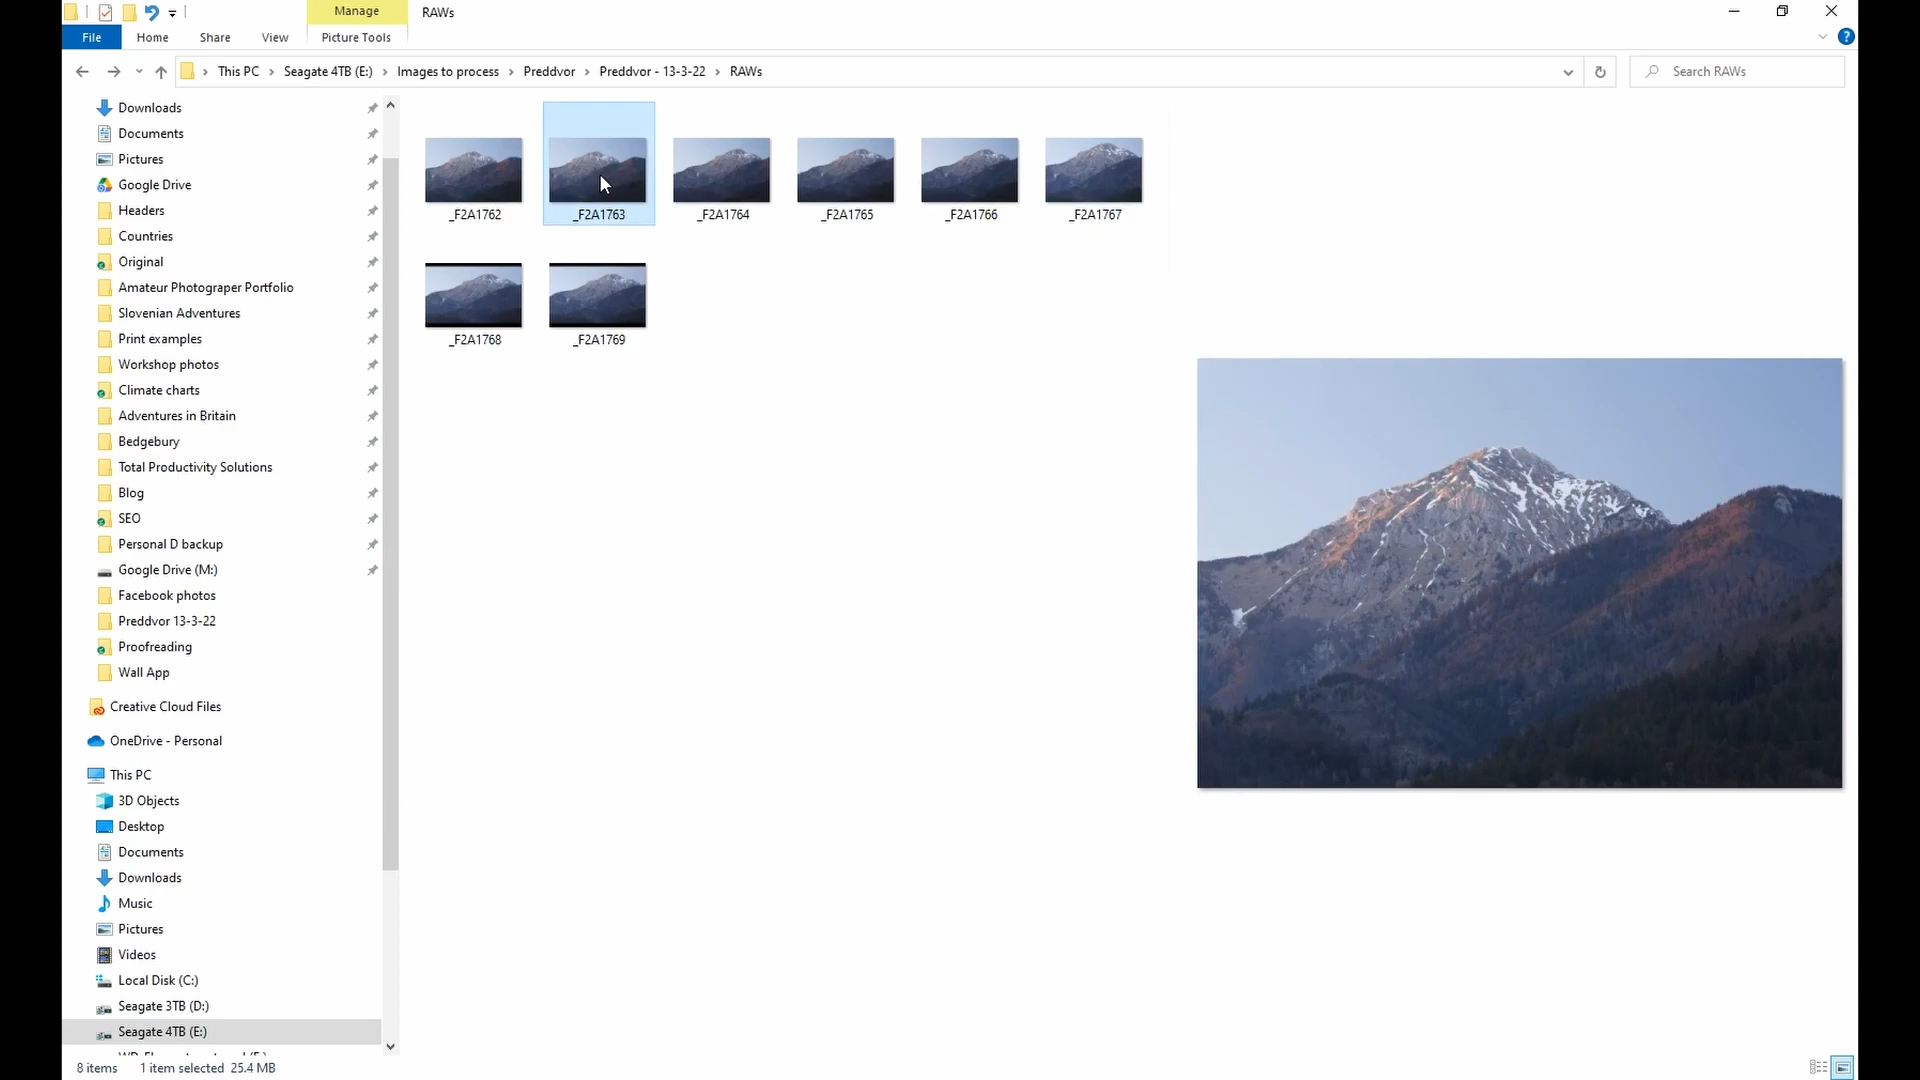 Manage
RAWs
File
Home
Share
View
Picture Tools
This PC
Seagate 4TB (E:)
Images to process
Preddvor
Preddvor - 13-3-22
RAWs
Search RAWs
Downloads
Documents
Pictures
Google Drive
Headers
Countries
Original
Amateur Photograper Portfolio
Slovenian Adventures
Print examples
Workshop photos
Climate charts
Adventures in Britain
Bedgebury
Total Productivity Solutions
Blog
SEO
Personal D backup
Google Drive (M:)
Facebook photos
Preddvor 13-3-22
Proofreading
Wall App
Creative Cloud Files
OneDrive - Personal
This PC
3D Objects
Desktop
Documents
Downloads
Music
Pictures
Videos
Local Disk (C:)
Seagate 3TB (D:)
Seagate 4TB (E:)
_F2A1762
_F2A1763
_F2A1764
_F2A1765
_F2A1766
_F2A1767
_F2A1768
_F2A1769
8 items
1 item selected 25.4 MB